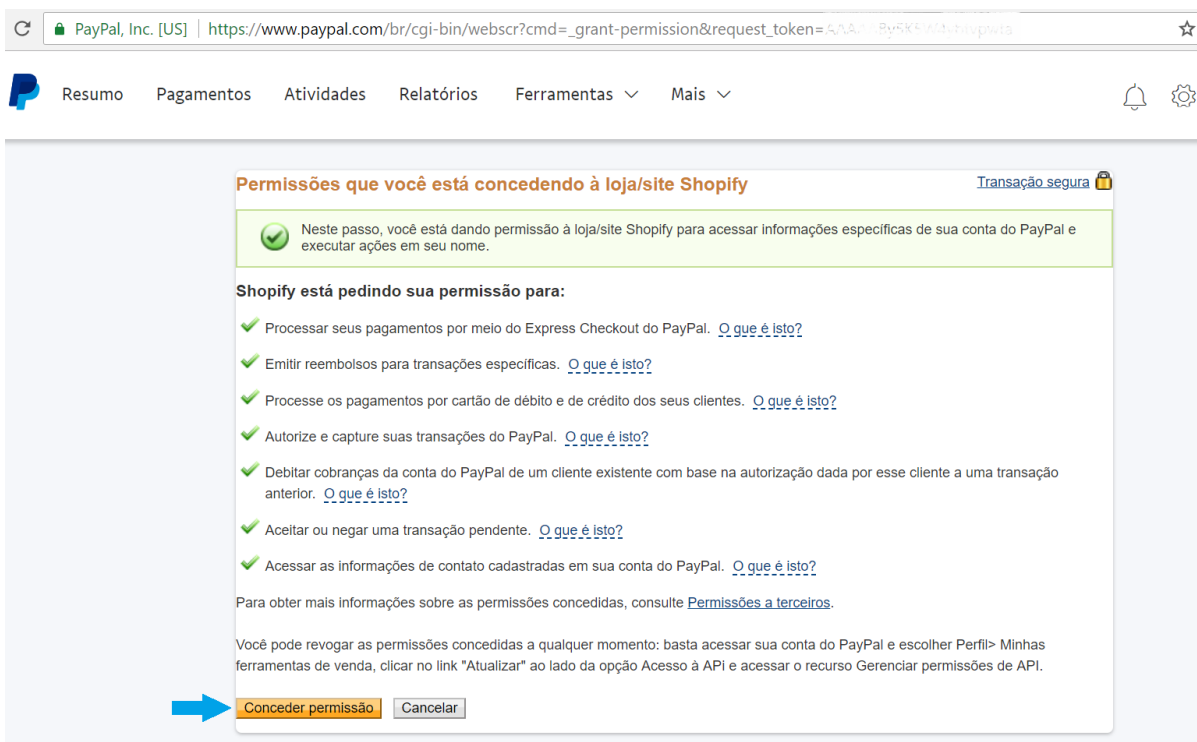 PayPal, Inc. [US] | https://www.paypal.com/br/cgi-bin/webscr?cmd=_grant-permission&request_token=
Resumo Pagamentos Atividades Relatórios Ferramentas Mais
Permissões que você está concedendo à loja/site Shopify
Transação segura
Neste passo, você está dando permissão à loja/site Shopify para acessar informações específicas de sua conta do PayPal e
executar ações em seu nome.
Shopify está pedindo sua permissão para:
Processar seus pagamentos por meio do Express Checkout do PayPal. O que é isto?
Emitir reembolsos para transações específicas. O que é isto?
Processe os pagamentos por cartão de débito e de crédito dos seus clientes. O que é isto?
Autorize e capture suas transações do PayPal. O que é isto?
Debitar cobranças da conta do PayPal de um cliente existente com base na autorização dada por esse cliente a uma transação
anterior. O que é isto?
Aceitar ou negar uma transação pendente. O que é isto?
Acessar as informações de contato cadastradas em sua conta do PayPal. O que é isto?
Para obter mais informações sobre as permissões concedidas, consulte Permissões a terceiros.
Você pode revogar as permissões concedidas a qualquer momento: basta acessar sua conta do PayPal e escolher Perfil> Minhas
ferramentas de venda, clicar no link "Atualizar" ao lado da opção Acesso à APi e acessar o recurso Gerenciar permissões de API.
Conceder permissão Cancelar